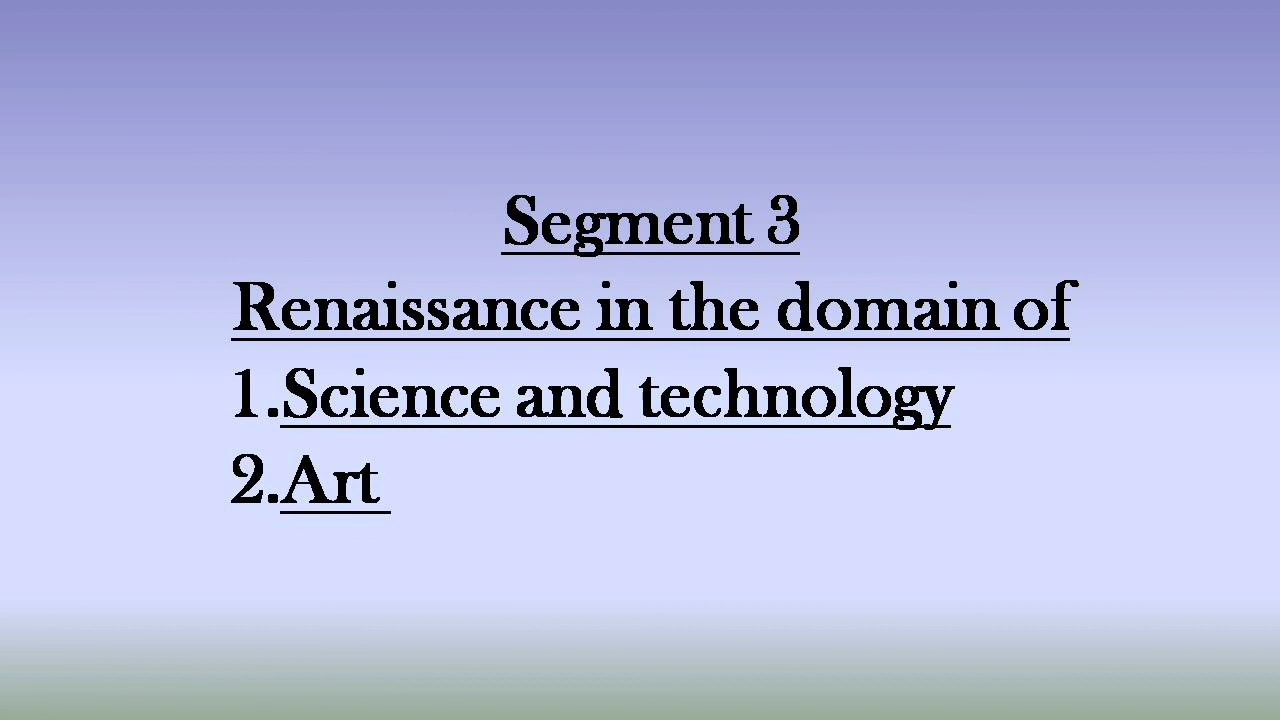 Segment 3
Renaissance in the domain of
1.Science and technology
2.Art